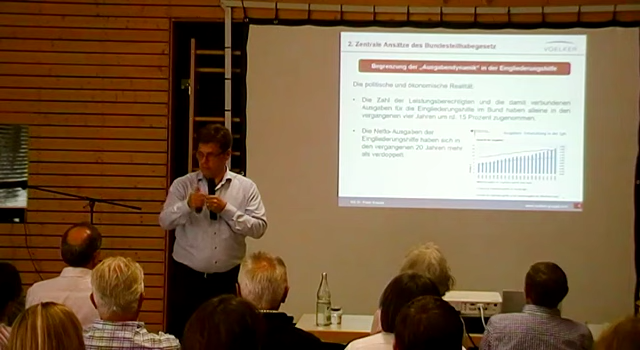 2. Zentrale Ansätze des Bundesteilhabegesetz
VOELKER
Begrenzung der „Ausgabendynamik“ in der Eingliederungshilfe
Die politische und ökonomische Realität:
• Die Zahl der Leistungsberechtigten und die damit verbundenen
Ausgaben für die Eingliederungshilfe im Bund haben alleine in den
vergangenen vier Jahren um rd. 15 Prozent zugenommen.
• Die Netto-Ausgaben der
Eingliederungshilfe haben sich in
den vergangenen 20 Jahren mehr
als verdoppelt.